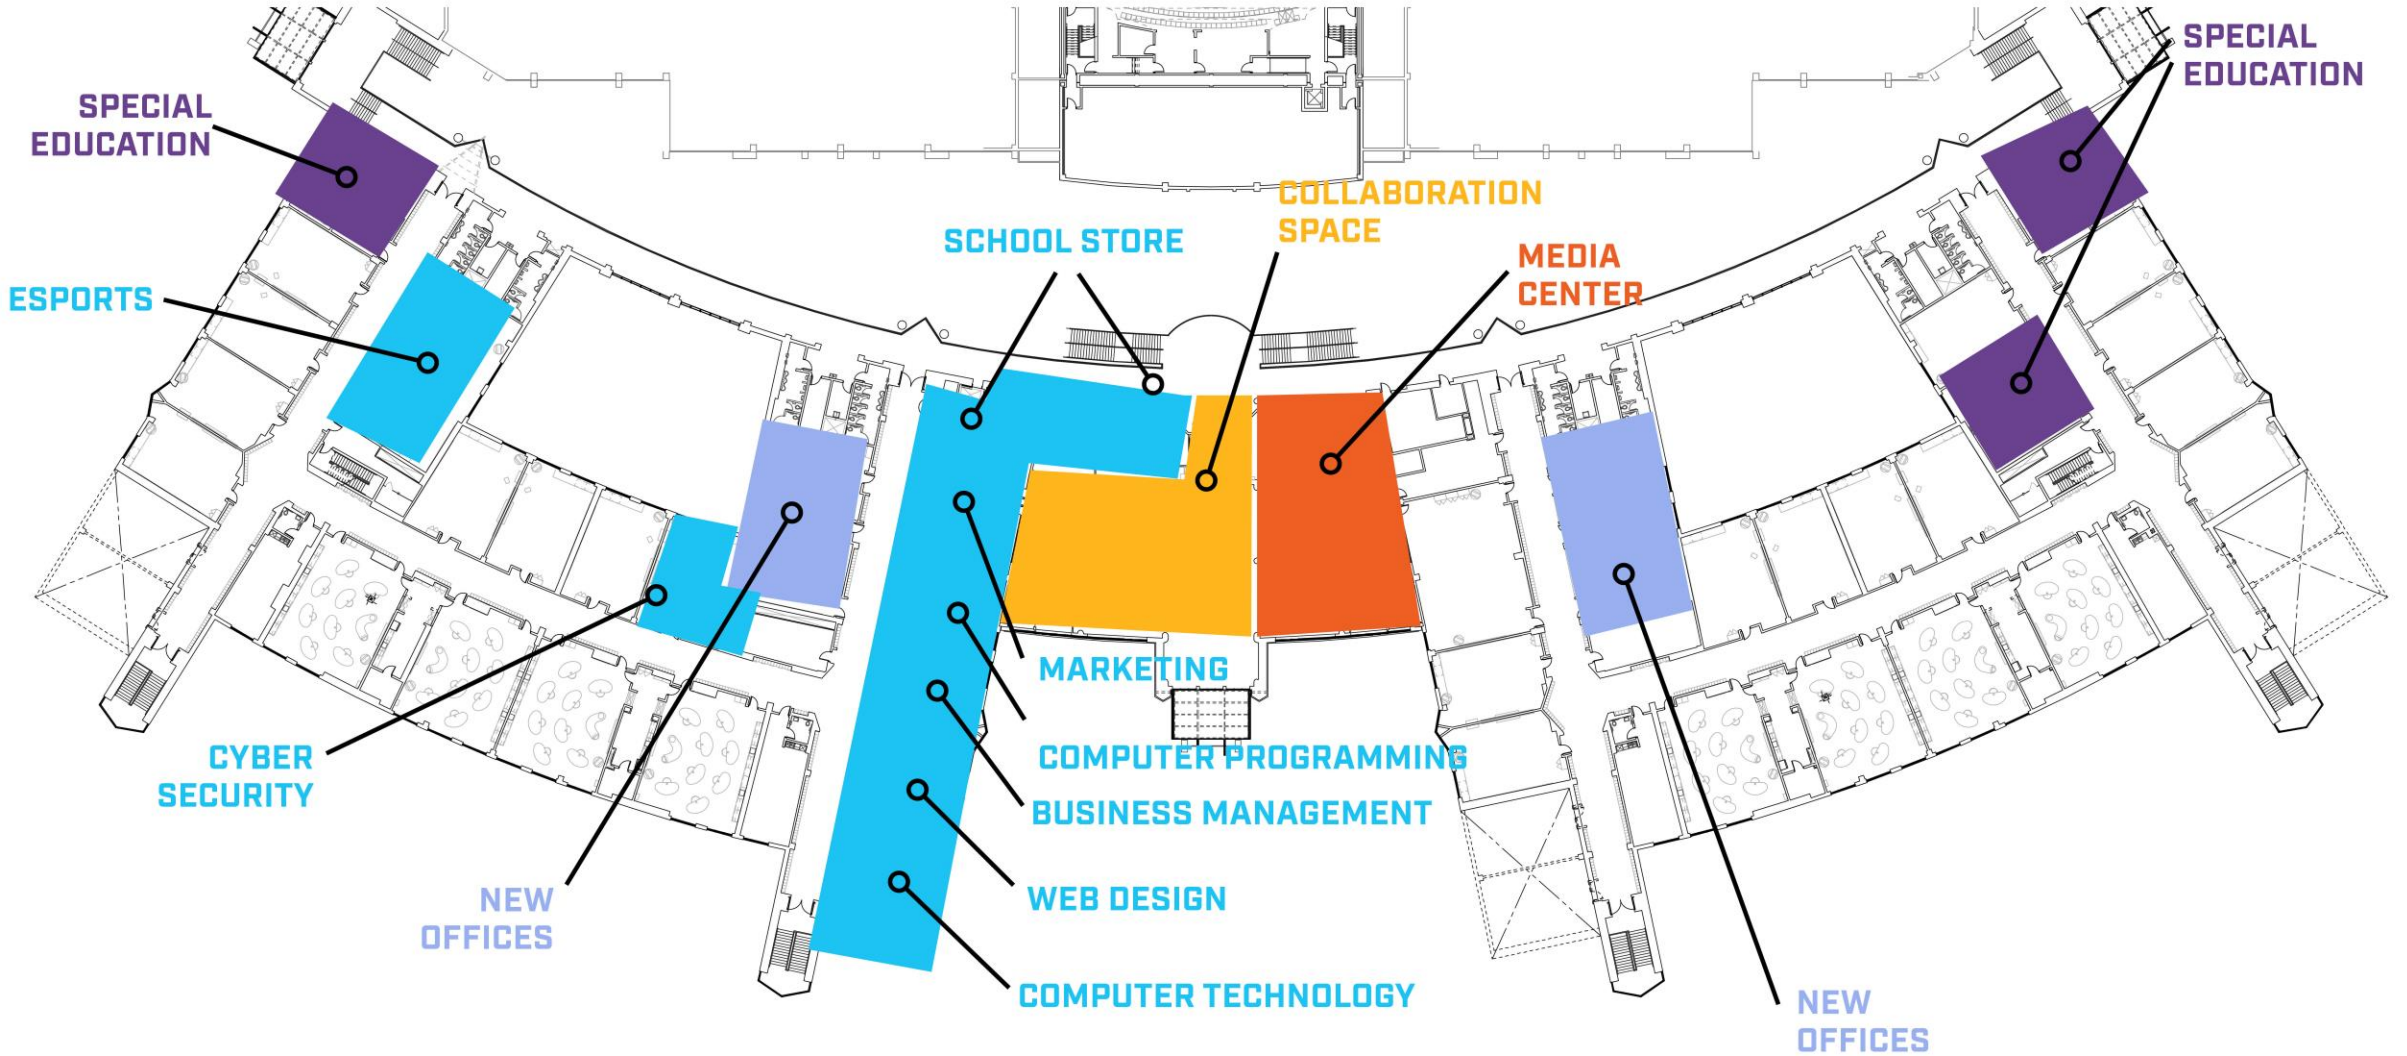 SPECIAL
EDUCATION
SPECIAL
EDUCATION
COLLABORATION
SPACE
SCHOOL STORE
MEDIA
CENTER
ESPORTS
MARKETING
COMPUTER PROGRAMMING
CYBER
SECURITY
BUSINESS MANAGEMENT
NEW
OFFICES
WEB DESIGN
COMPUTER TECHNOLOGY
NEW
OFFICES